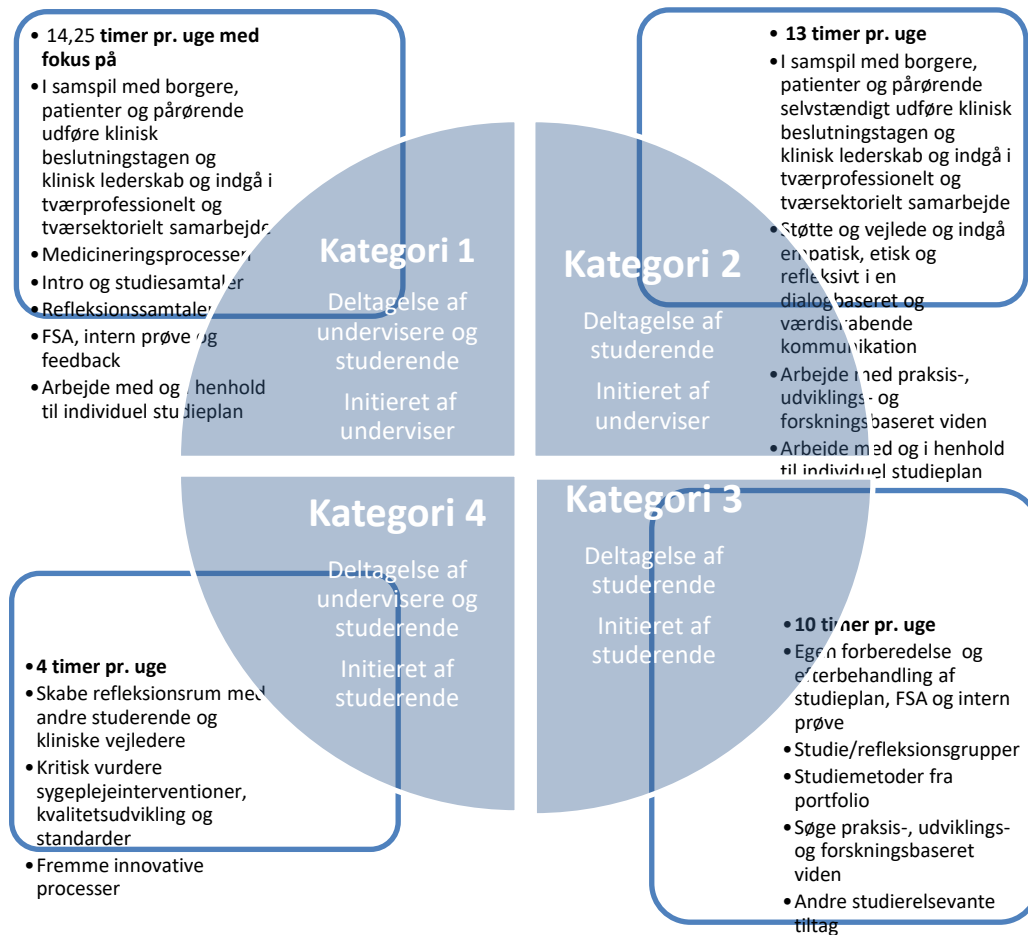 • 14,25 timer pr. uge med
fokus på
•I samspil med borgere,
patienter og pårørende
udføre klinisk
beslutningstagen og
klinisk lederskab og indgå i
tværprofessionelt og
tværsektorielt samarbejde
•Medicineringsprocessen
•Intro og studiesamtaler
•Refleksionssamtaler
•FSA, intern prøve og
feedback
•Arbejde med og i henhold
til individuel studieplan
Kategori 1
Deltagelse af
undervisere og
studerende
Initieret af
underviser
Kategori 2
Deltagelse af
studerende
Initieret af
underviser
• 13 timer pr. uge
•I samspil med borgere,
patienter og pårørende
selvstændigt udføre klinisk
beslutningstagen og
klinisk lederskab og indgå i
tværprofessionelt og
tværsektorielt samarbejde
•Støtte og vejlede og indgå
empatisk, etisk og
refleksivt i en
dialogbaseret og
værdiskabende
kommunikation
•Arbejde med praksis-,
udviklings- og
forskningsbaseret viden
•Arbejde med og i henhold
til individuel studieplan
Kategori 4
Deltagelse af
undervisere og
studerende
Initieret af
studerende
•4 timer pr. uge
•Skabe refleksionsrum med
andre studerende og
kliniske vejledere
•Kritisk vurdere
sygeplejeinterventioner,
kvalitetsudvikling og
standarder
•Fremme innovative
processer
Kategori 3
Deltagelse af
studerende
Initieret af
studerende
•10 timer pr. uge
•Egen forberedelse og
efterbehandling af
studieplan, FSA og intern
prøve
•Studie/refleksionsgrupper
•Studiemetoder fra
portfolio
•Søge praksis-, udviklings-
og forskningsbaseret
viden
•Andre studierelsevante
tiltag